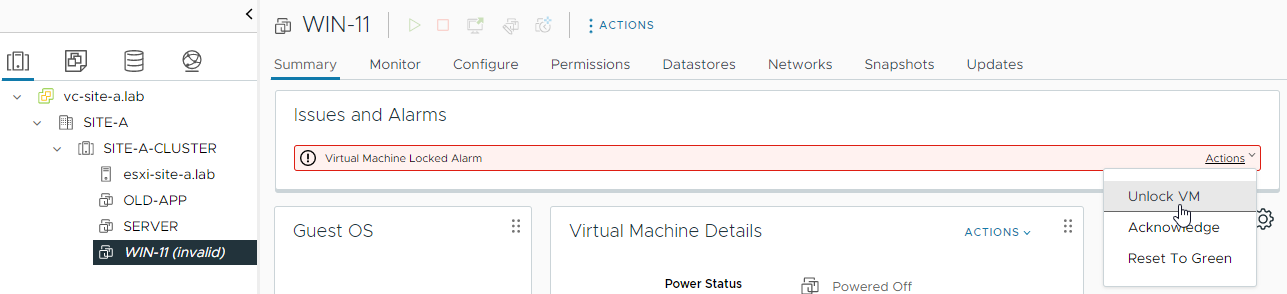 WIN-11
ACTIONS
Summary Monitor Configure Permissions Datastores Networks Snapshots Updates
vc-site-a.lab
SITE-A
SITE-A-CLUSTER
esxi-site-a.lab
OLD-APP
SERVER
WIN-11 (invalid)
Issues and Alarms
Virtual Machine Locked Alarm Actions
Unlock VM
Acknowledge
Reset To Green
Guest OS
Virtual Machine Details ACTIONS
Power Status Powered Off